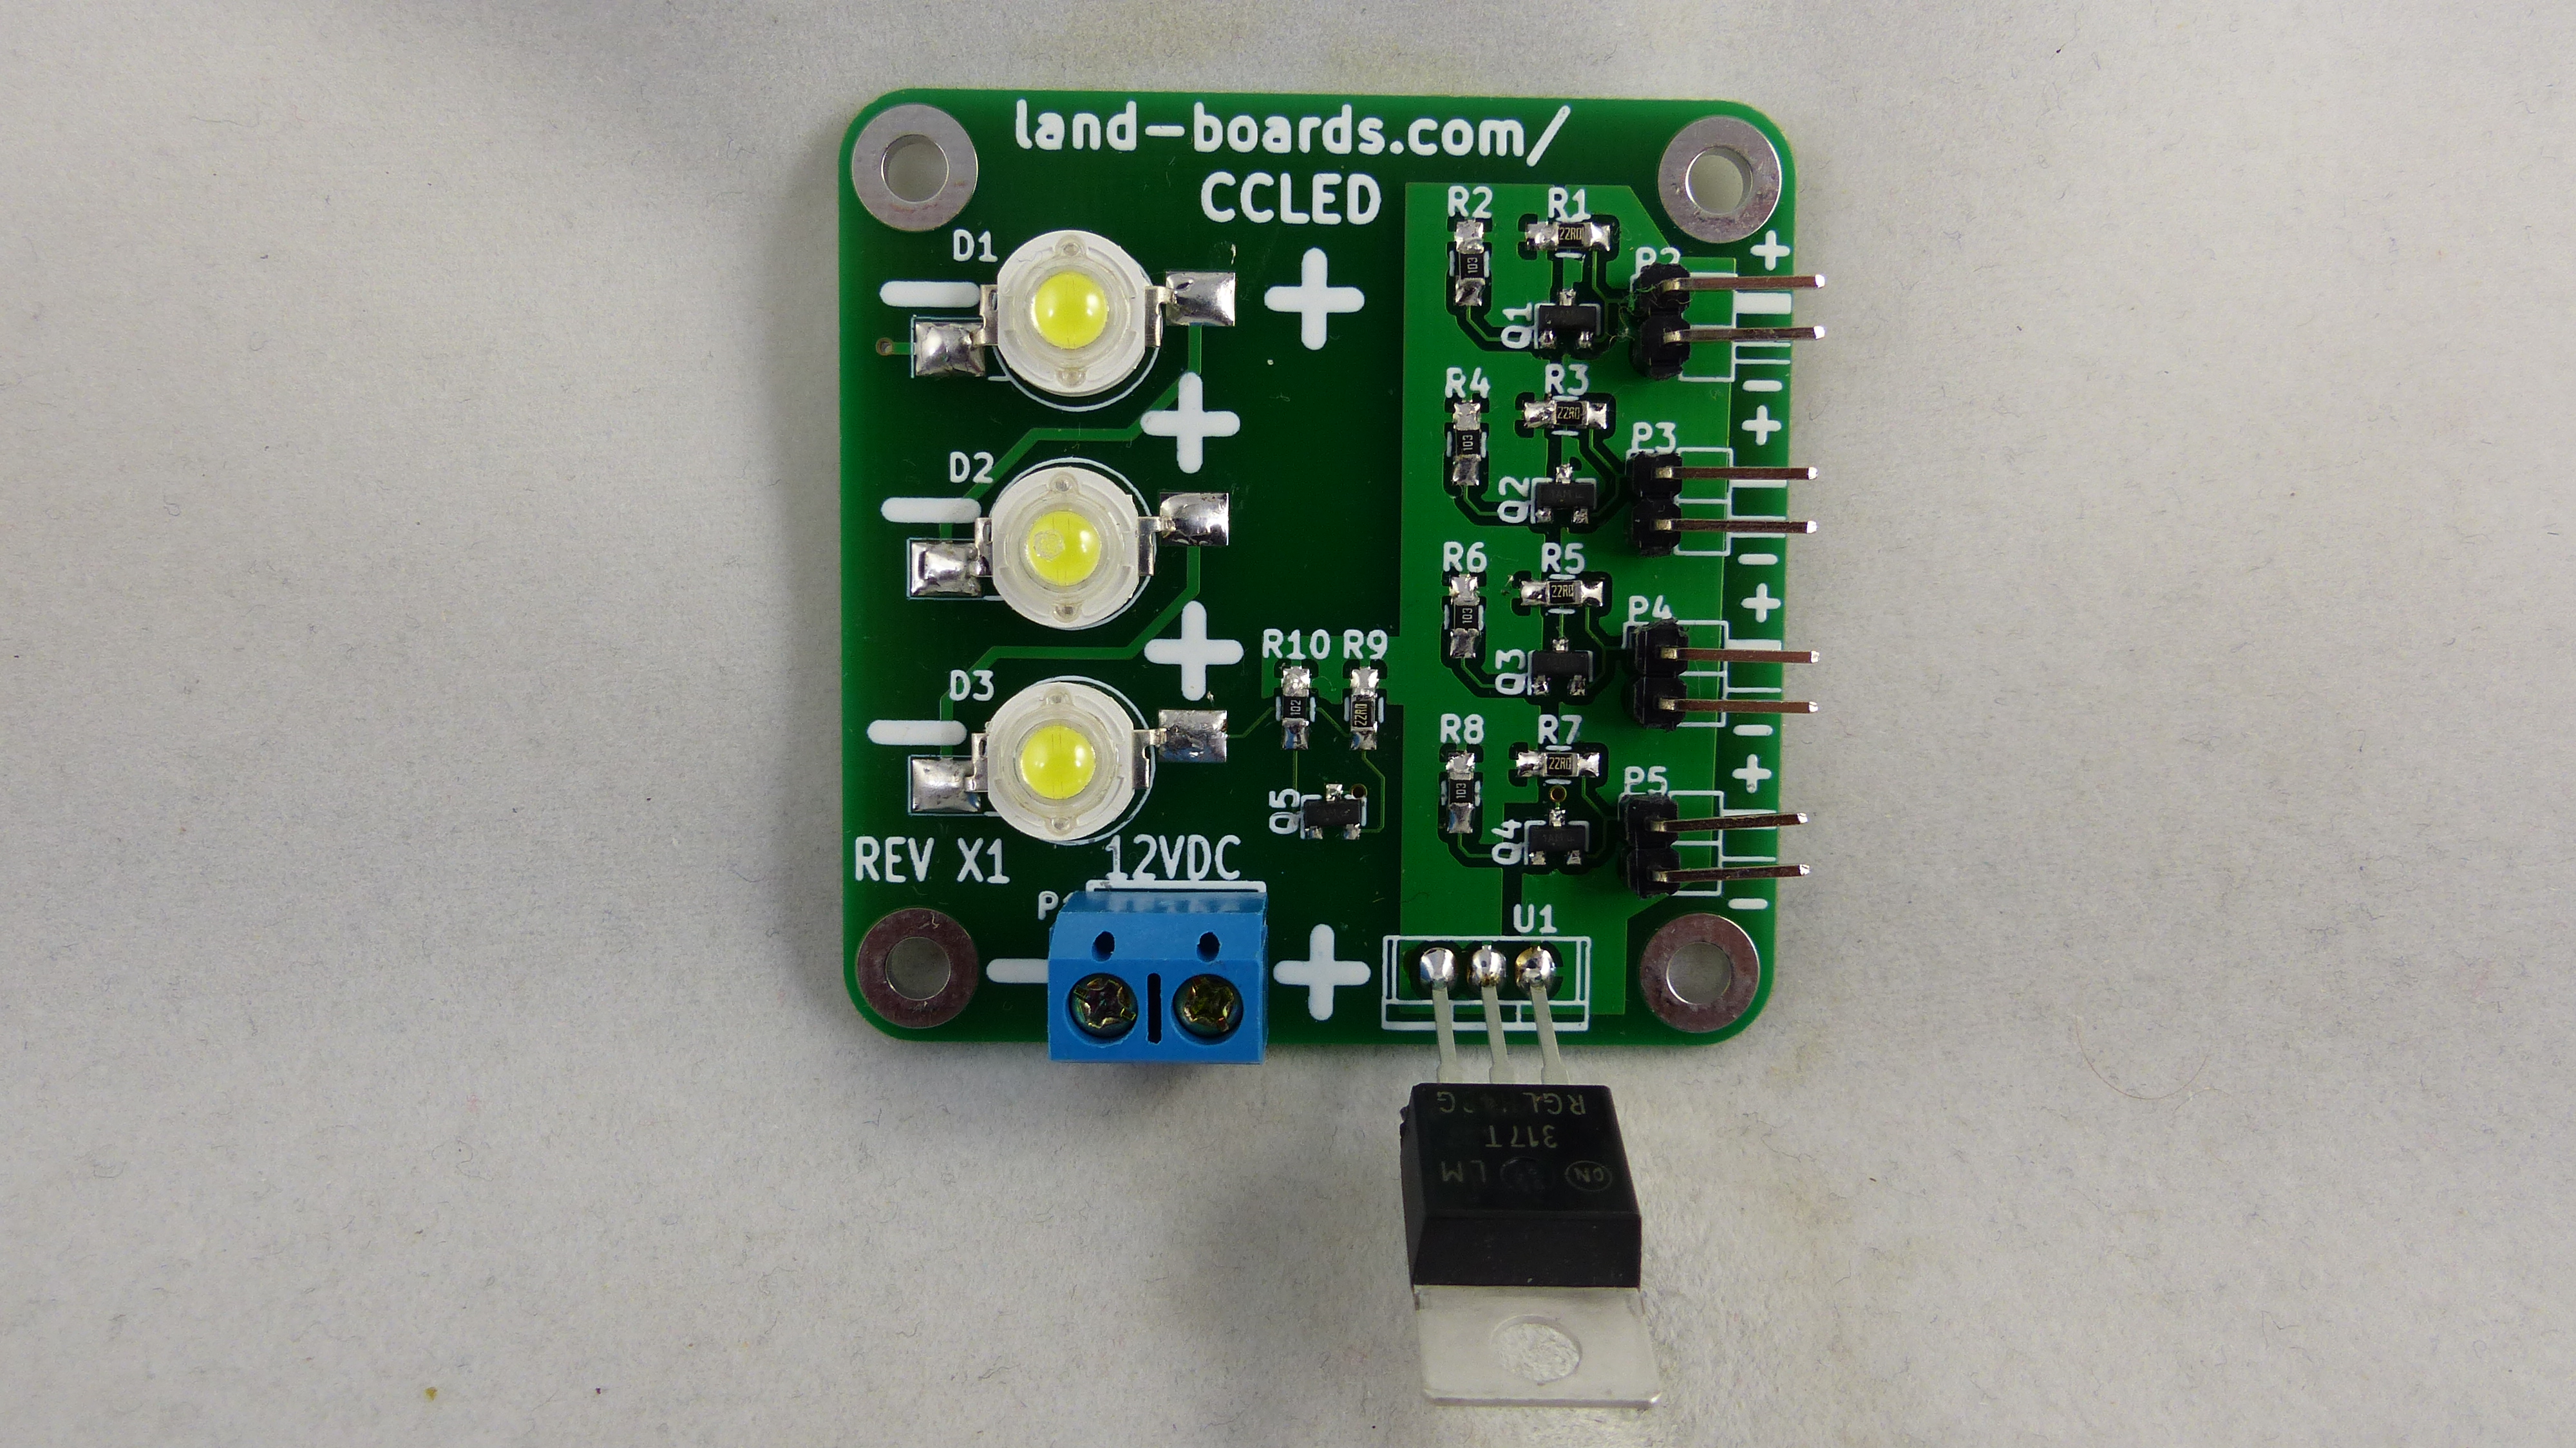 land-boards.com/
CCLED
R2 R1
D1
+
P2
103
22R0
+
Q1
R4 R3
22R0
+
+
D2
P3
103
Q2
R6 R5
22R0
+
P4
103
+
R10 R9
D3
Q3
102
22R0
R8 R7
22R0
+
P5
103
Q5
Q4
REV X1
12VDC
U1
+
ON LM
317T